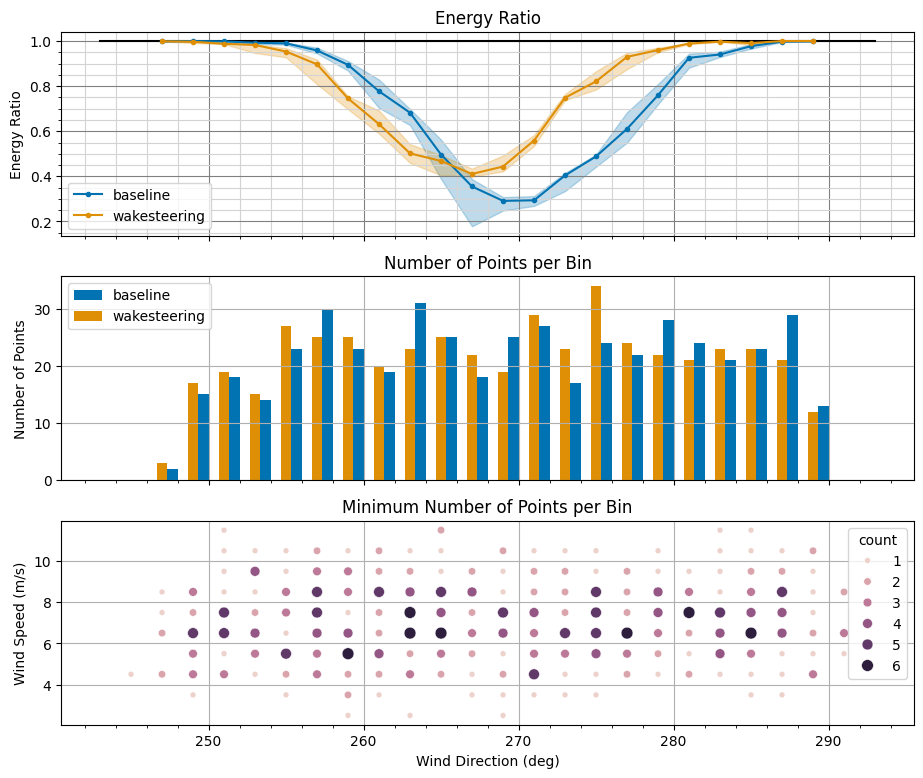 Energy Ratio
1.0
0.8
0.6
0.4
0.2
Energy Ratio
baseline
wakesteering
Number of Points per Bin
30
20
10
0
Number of Points
baseline
wakesteering
Minimum Number of Points per Bin
10
8
6
4
Wind Speed (m/s)
count
1
2
3
4
5
6
250 260 270 280 290
Wind Direction (deg)